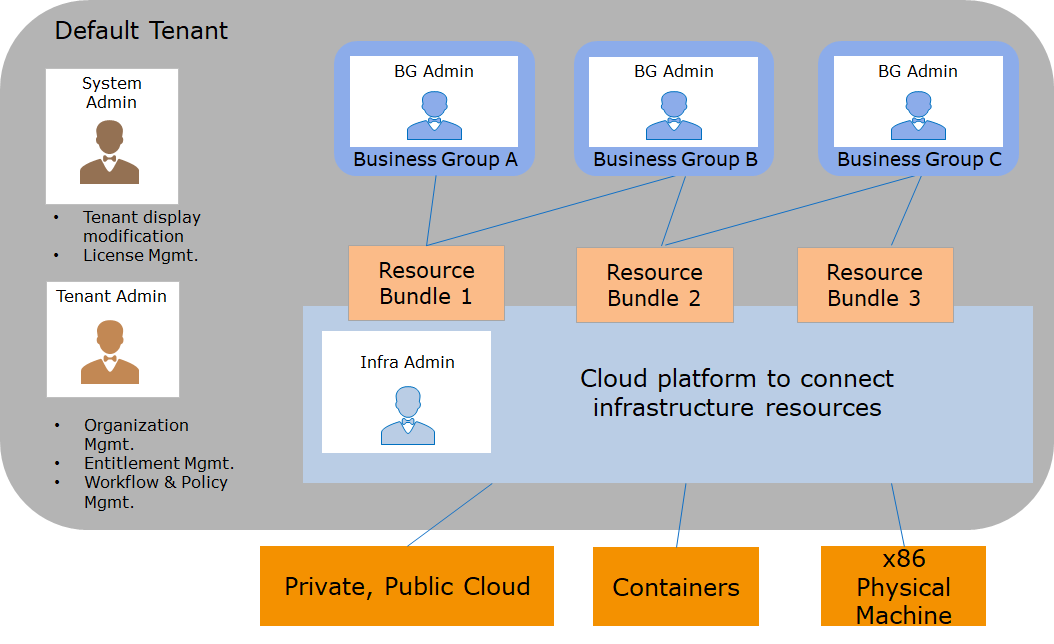 Default Tenant
System
Admin
• Tenant display
modification
• License Mgmt.
Tenant Admin
• Organization
Mgmt.
• Entitlement Mgmt.
• Workflow & Policy
Mgmt.
BG Admin
Business Group A
BG Admin
Business Group B
BG Admin
Business Group C
Resource
Bundle 1
Resource
Bundle 2
Resource
Bundle 3
Infra Admin
Cloud platform to connect
infrastructure resources
Private, Public Cloud
Containers
x86
Physical
Machine